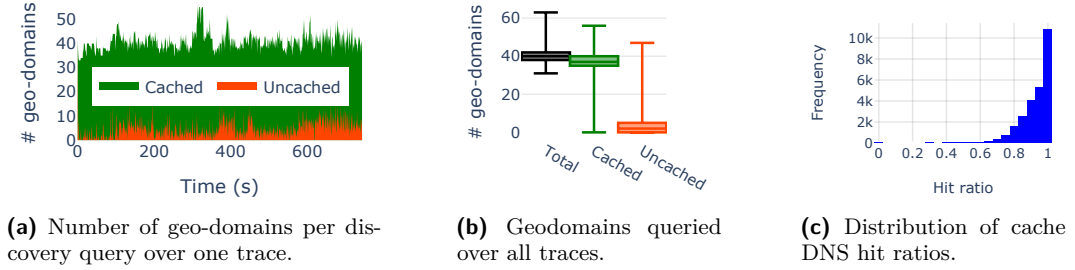 # geo-domains
50
40
30
20
10
0
Cached
Uncached
0
200
400
600
Time (s)
(a) Number of geo-domains per dis-
covery query over one trace.
# geo-domains
60
40
20
0
Total
Cached
Uncached
(b) Geodomains queried
over all traces.
Frequency
10k
8k
6k
4k
2k
0
0
0.2
0.4
0.6
0.8
1
Hit ratio
(c) Distribution of cache
DNS hit ratios.